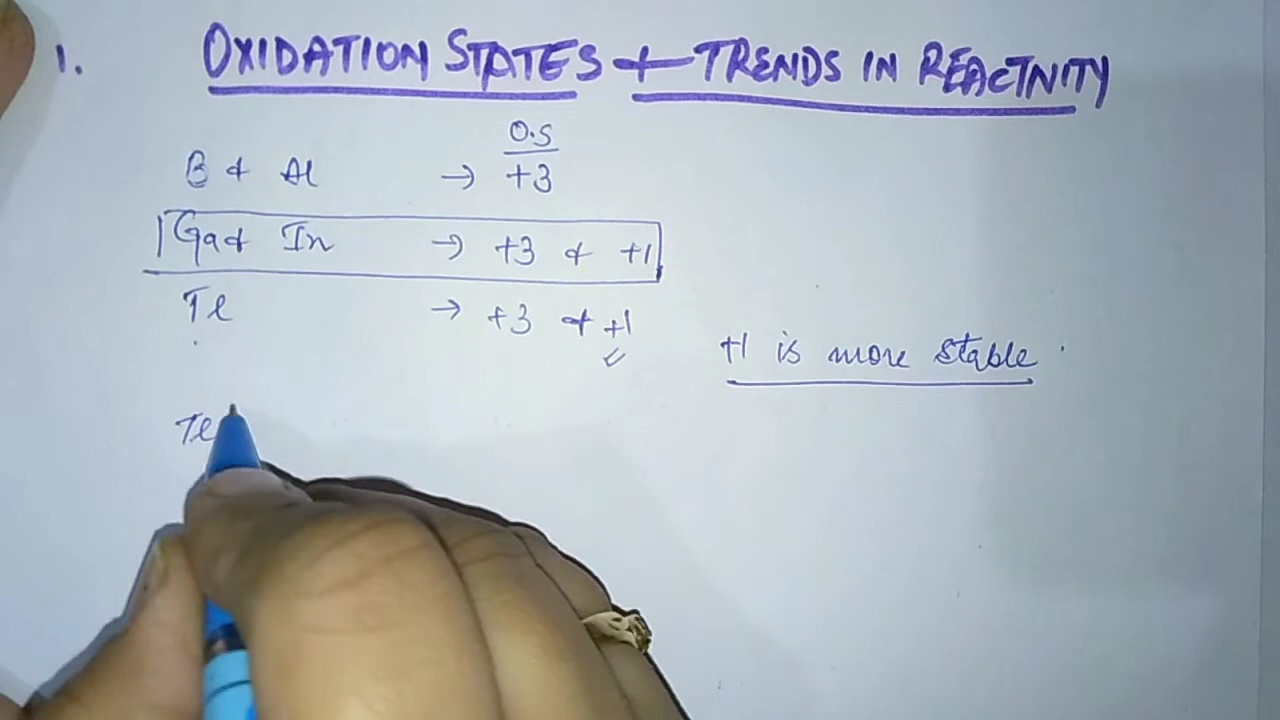 1. OXIDATION STATES + TRENDS IN REACTIVITY
O.S
B & Al → +3
Ga & In → +3 & +1
Tl → +3 & +1
+1 is more stable.
Tl